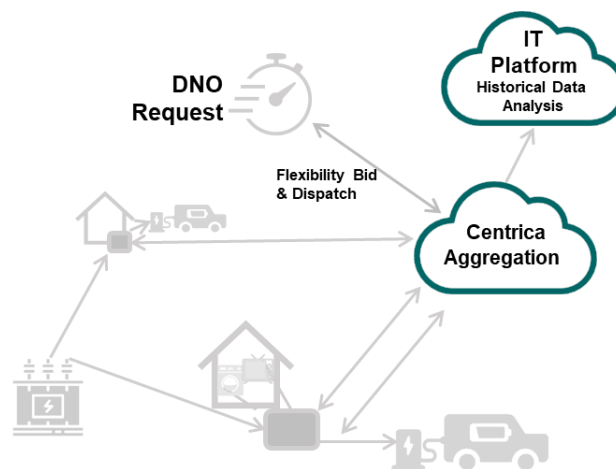 IT
Platform
Historical Data
Analysis
DNO
Request
Flexibility Bid
& Dispatch
Centrica
Aggregation